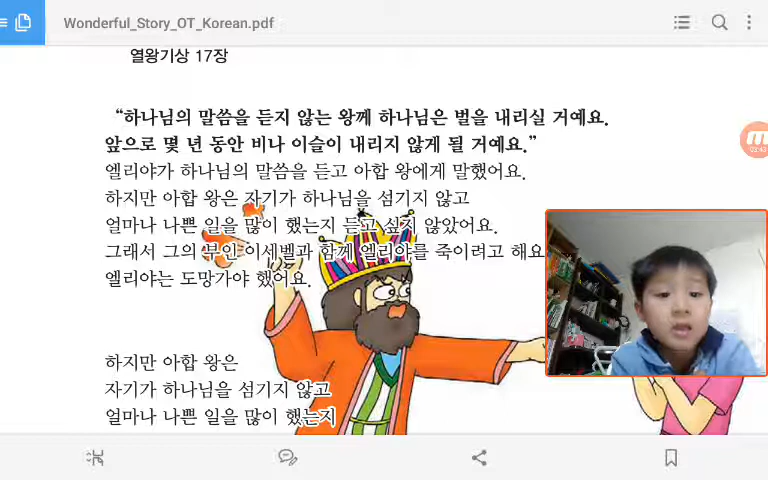 Wonderful_Story_OT_Korean.pdf
열왕기상 17장
“하나님의 말씀을 듣지 않는 왕께 하나님은 벌을 내리실 거예요.
앞으로 몇 년 동안 비나 이슬이 내리지 않게 될 거예요.”
엘리야가 하나님의 말씀을 듣고 아합 왕에게 말했어요.
하지만 아합 왕은 자기가 하나님을 섬기지 않고
얼마나 나쁜 일을 많이 했는지 듣고 싶지 않았어요.
그래서 그의 부인 이세벨과 함께 엘리야를 죽이려고 해요
엘리야는 도망가야 했어요.
하지만 아합 왕은
자기가 하나님을 섬기지 않고
얼마나 나쁜 일을 많이 했는지